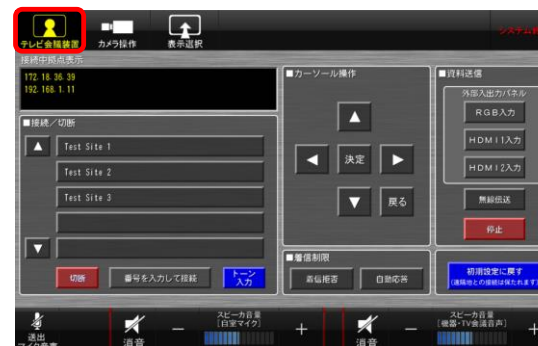 テレビ会議装置
カメラ操作
表示選択
接続中拠点表示
172. 18. 36. 39
192. 168. 1. 11
■接続／切断
▲
Test Site 1
Test Site 2
Test Site 3
▼
切断
番号を入力して接続
トーン
入力
■カーソール操作
▲
◀
決定
▶
▼
戻る
■着信制限
着信拒否
自動応答
■資料送信
外部入出力パネル
RGB入力
HDMI1入力
HDMI2入力
無線伝送
停止
初期設定に戻す
(遠隔地との接続は保たれます)
送出
マイク音声
消音
−
スピーカ音量
[自室マイク]
+
消音
−
スピーカ音量
[機器・TV会議音声]
+